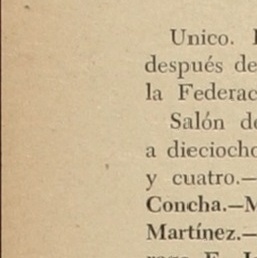 Unico.
después de
la Federac
Salón de
a dieciocho
y cuatro.—
Concha.—M
Martínez.—